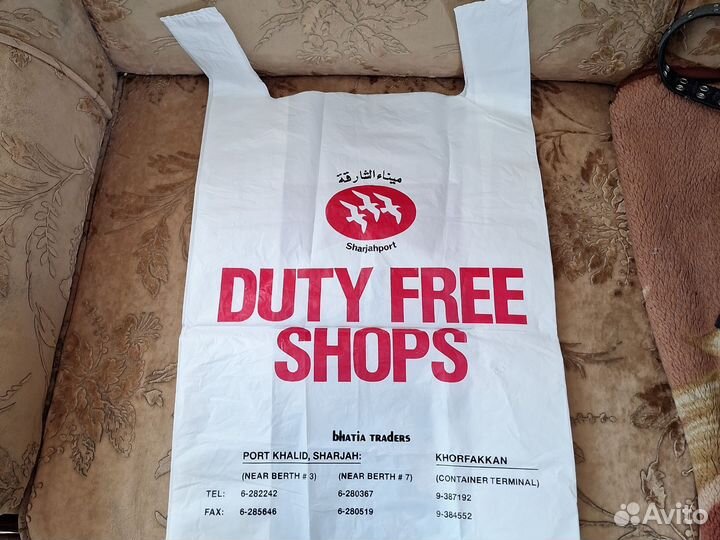 ميناء الشارقة
Sharjahport
DUTY FREE
SHOPS
bhatia TRADERS
PORT KHALID, SHARJAH: KHORFAKKAN
(NEAR BERTH # 3) (NEAR BERTH # 7) (CONTAINER TERMINAL)
TEL: 6-282242 6-280367 9-387192
FAX: 6-285646 6-280519 9-384552
Avito